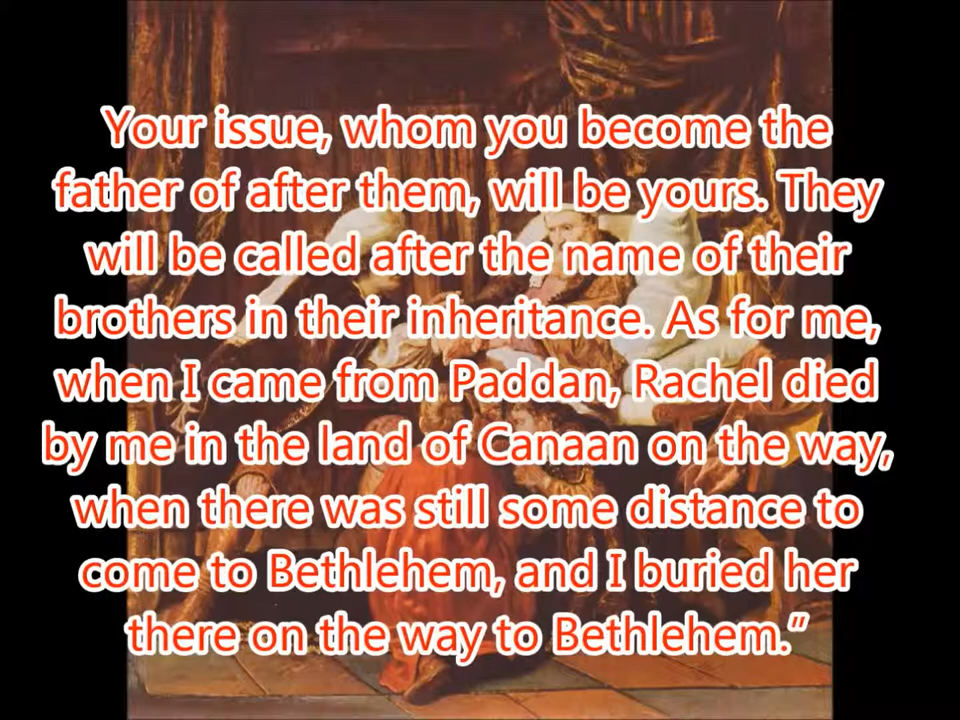 Your issue, whom you become the
father of after them, will be yours. They
will be called after the name of their
brothers in their inheritance. As for me,
when I came from Paddan, Rachel died
by me in the land of Canaan on the way,
when there was still some distance to
come to Bethlehem, and I buried her
there on the way to Bethlehem.”